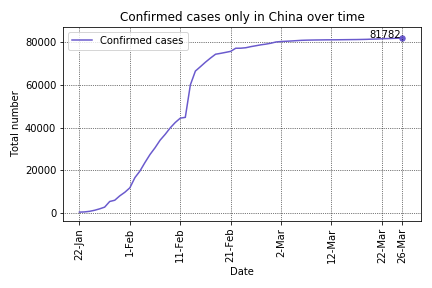 Confirmed cases only in China over time
Confirmed cases
81782
Total number
80000
60000
40000
20000
0
22-Jan
1-Feb
11-Feb
21-Feb
2-Mar
12-Mar
22-Mar
26-Mar
Date